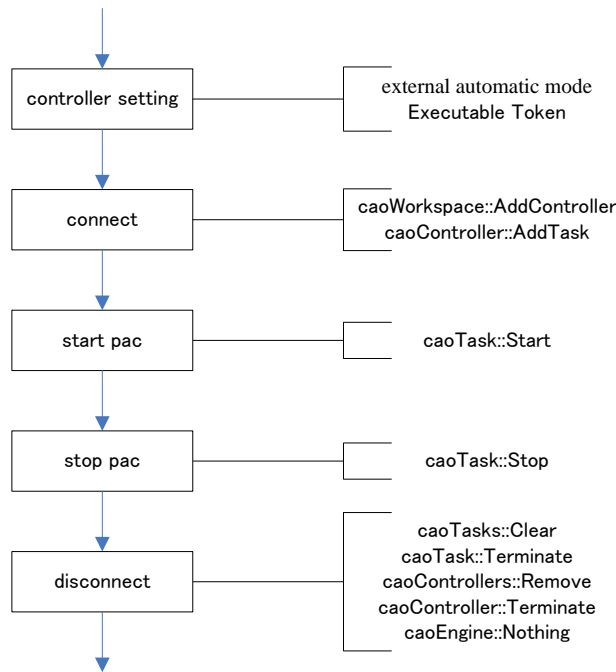 controller setting
external automatic mode
Executable Token
connect
caoWorkspace::AddController
caoController::AddTask
start pac
caoTask::Start
stop pac
caoTask::Stop
disconnect
caoTasks::Clear
caoTask::Terminate
caoControllers::Remove
caoController::Terminate
caoEngine::Nothing